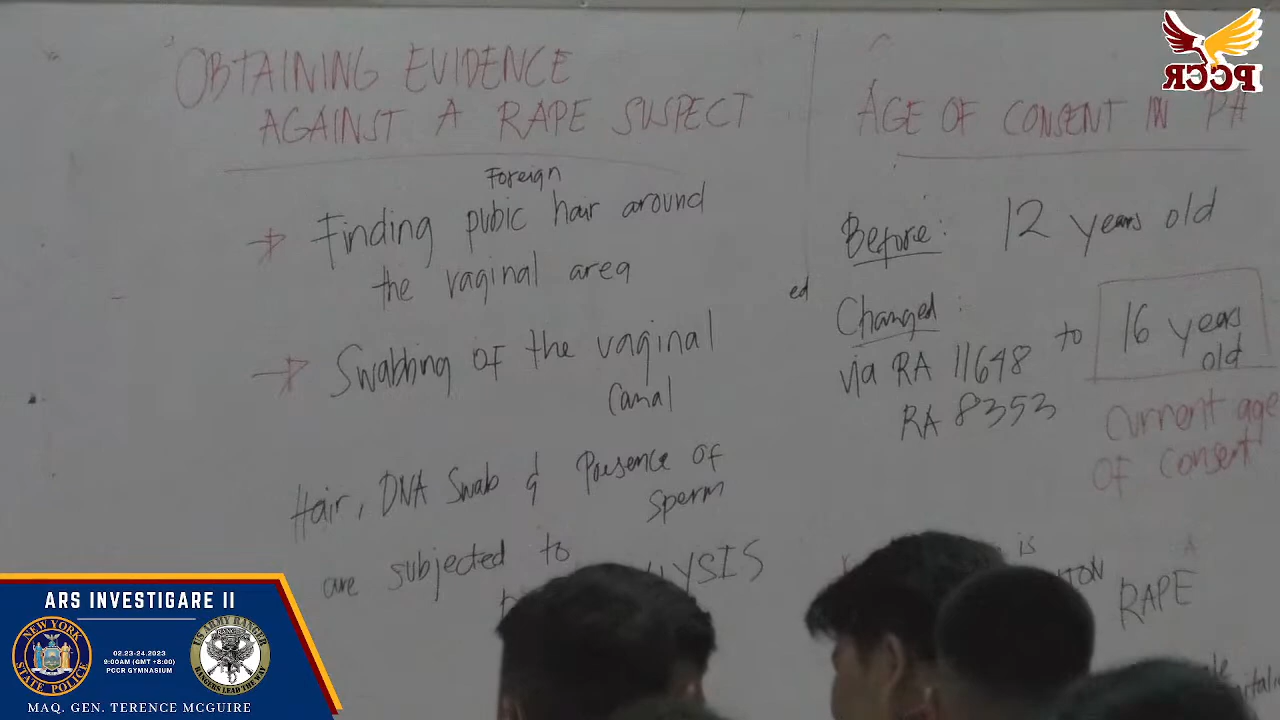 OBTAINING EVIDENCE
AGAINST A RAPE SUSPECT
Foreign
Finding pubic hair around
the vaginal area
Swabbing of the vaginal
canal
Hair, DNA Swab & Presence of
sperm
are subjected to
AGE OF CONSENT IN PH
Before: 12 years old
ed
Changed:
via RA 11648 to 16 years
old
RA 8353
Current age
of consent
is
RAPE
PCCR
ARS INVESTIGARE II
NEW YORK
STATE POLICE
02.23-24.2023
9:00AM (GMT +8:00)
PCCR GYMNASIUM
US ARMY RANGERS
RANGERS LEAD THE WAY
MAQ. GEN. TERENCE MCGUIRE